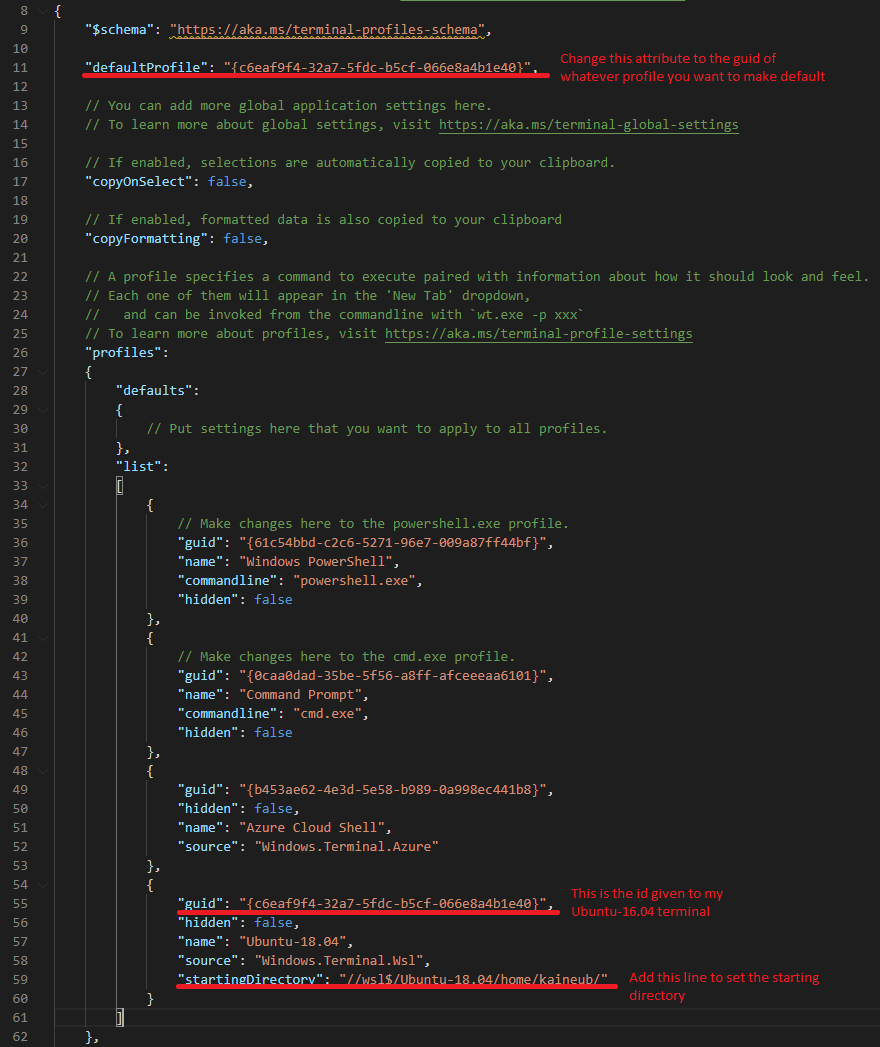 8 {
9 "$schema": "https://aka.ms/terminal-profiles-schema",
10
11 "defaultProfile": "{c6eaf9f4-32a7-5fdc-b5cf-066e8a4b1e40}",
Change this attribute to the guid of
whatever profile you want to make default
12
13 // You can add more global application settings here.
14 // To learn more about global settings, visit https://aka.ms/terminal-global-settings
15
16 // If enabled, selections are automatically copied to your clipboard.
17 "copyOnSelect": false,
18
19 // If enabled, formatted data is also copied to your clipboard
20 "copyFormatting": false,
21
22 // A profile specifies a command to execute paired with information about how it should look and feel.
23 // Each one of them will appear in the 'New Tab' dropdown,
24 //   and can be invoked from the commandline with `wt.exe -p xxx`
25 // To learn more about profiles, visit https://aka.ms/terminal-profile-settings
26 "profiles":
27 {
28 "defaults":
29 {
30 // Put settings here that you want to apply to all profiles.
31 },
32 "list":
33 [
34 {
35 // Make changes here to the powershell.exe profile.
36 "guid": "{61c54bbd-c2c6-5271-96e7-009a87ff44bf}",
37 "name": "Windows PowerShell",
38 "commandline": "powershell.exe",
39 "hidden": false
40 },
41 {
42 // Make changes here to the cmd.exe profile.
43 "guid": "{0caa0dad-35be-5f56-a8ff-afceeeaa6101}",
44 "name": "Command Prompt",
45 "commandline": "cmd.exe",
46 "hidden": false
47 },
48 {
49 "guid": "{b453ae62-4e3d-5e58-b989-0a998ec441b8}",
50 "hidden": false,
51 "name": "Azure Cloud Shell",
52 "source": "Windows.Terminal.Azure"
53 },
54 {
55 "guid": "{c6eaf9f4-32a7-5fdc-b5cf-066e8a4b1e40}",
This is the id given to my
Ubuntu-16.04 terminal
56 "hidden": false,
57 "name": "Ubuntu-18.04",
58 "source": "Windows.Terminal.Wsl",
59 "startingDirectory": "//wsl$/Ubuntu-18.04/home/kaineub/"
Add this line to set the starting
directory
60 }
61 ]
62 },